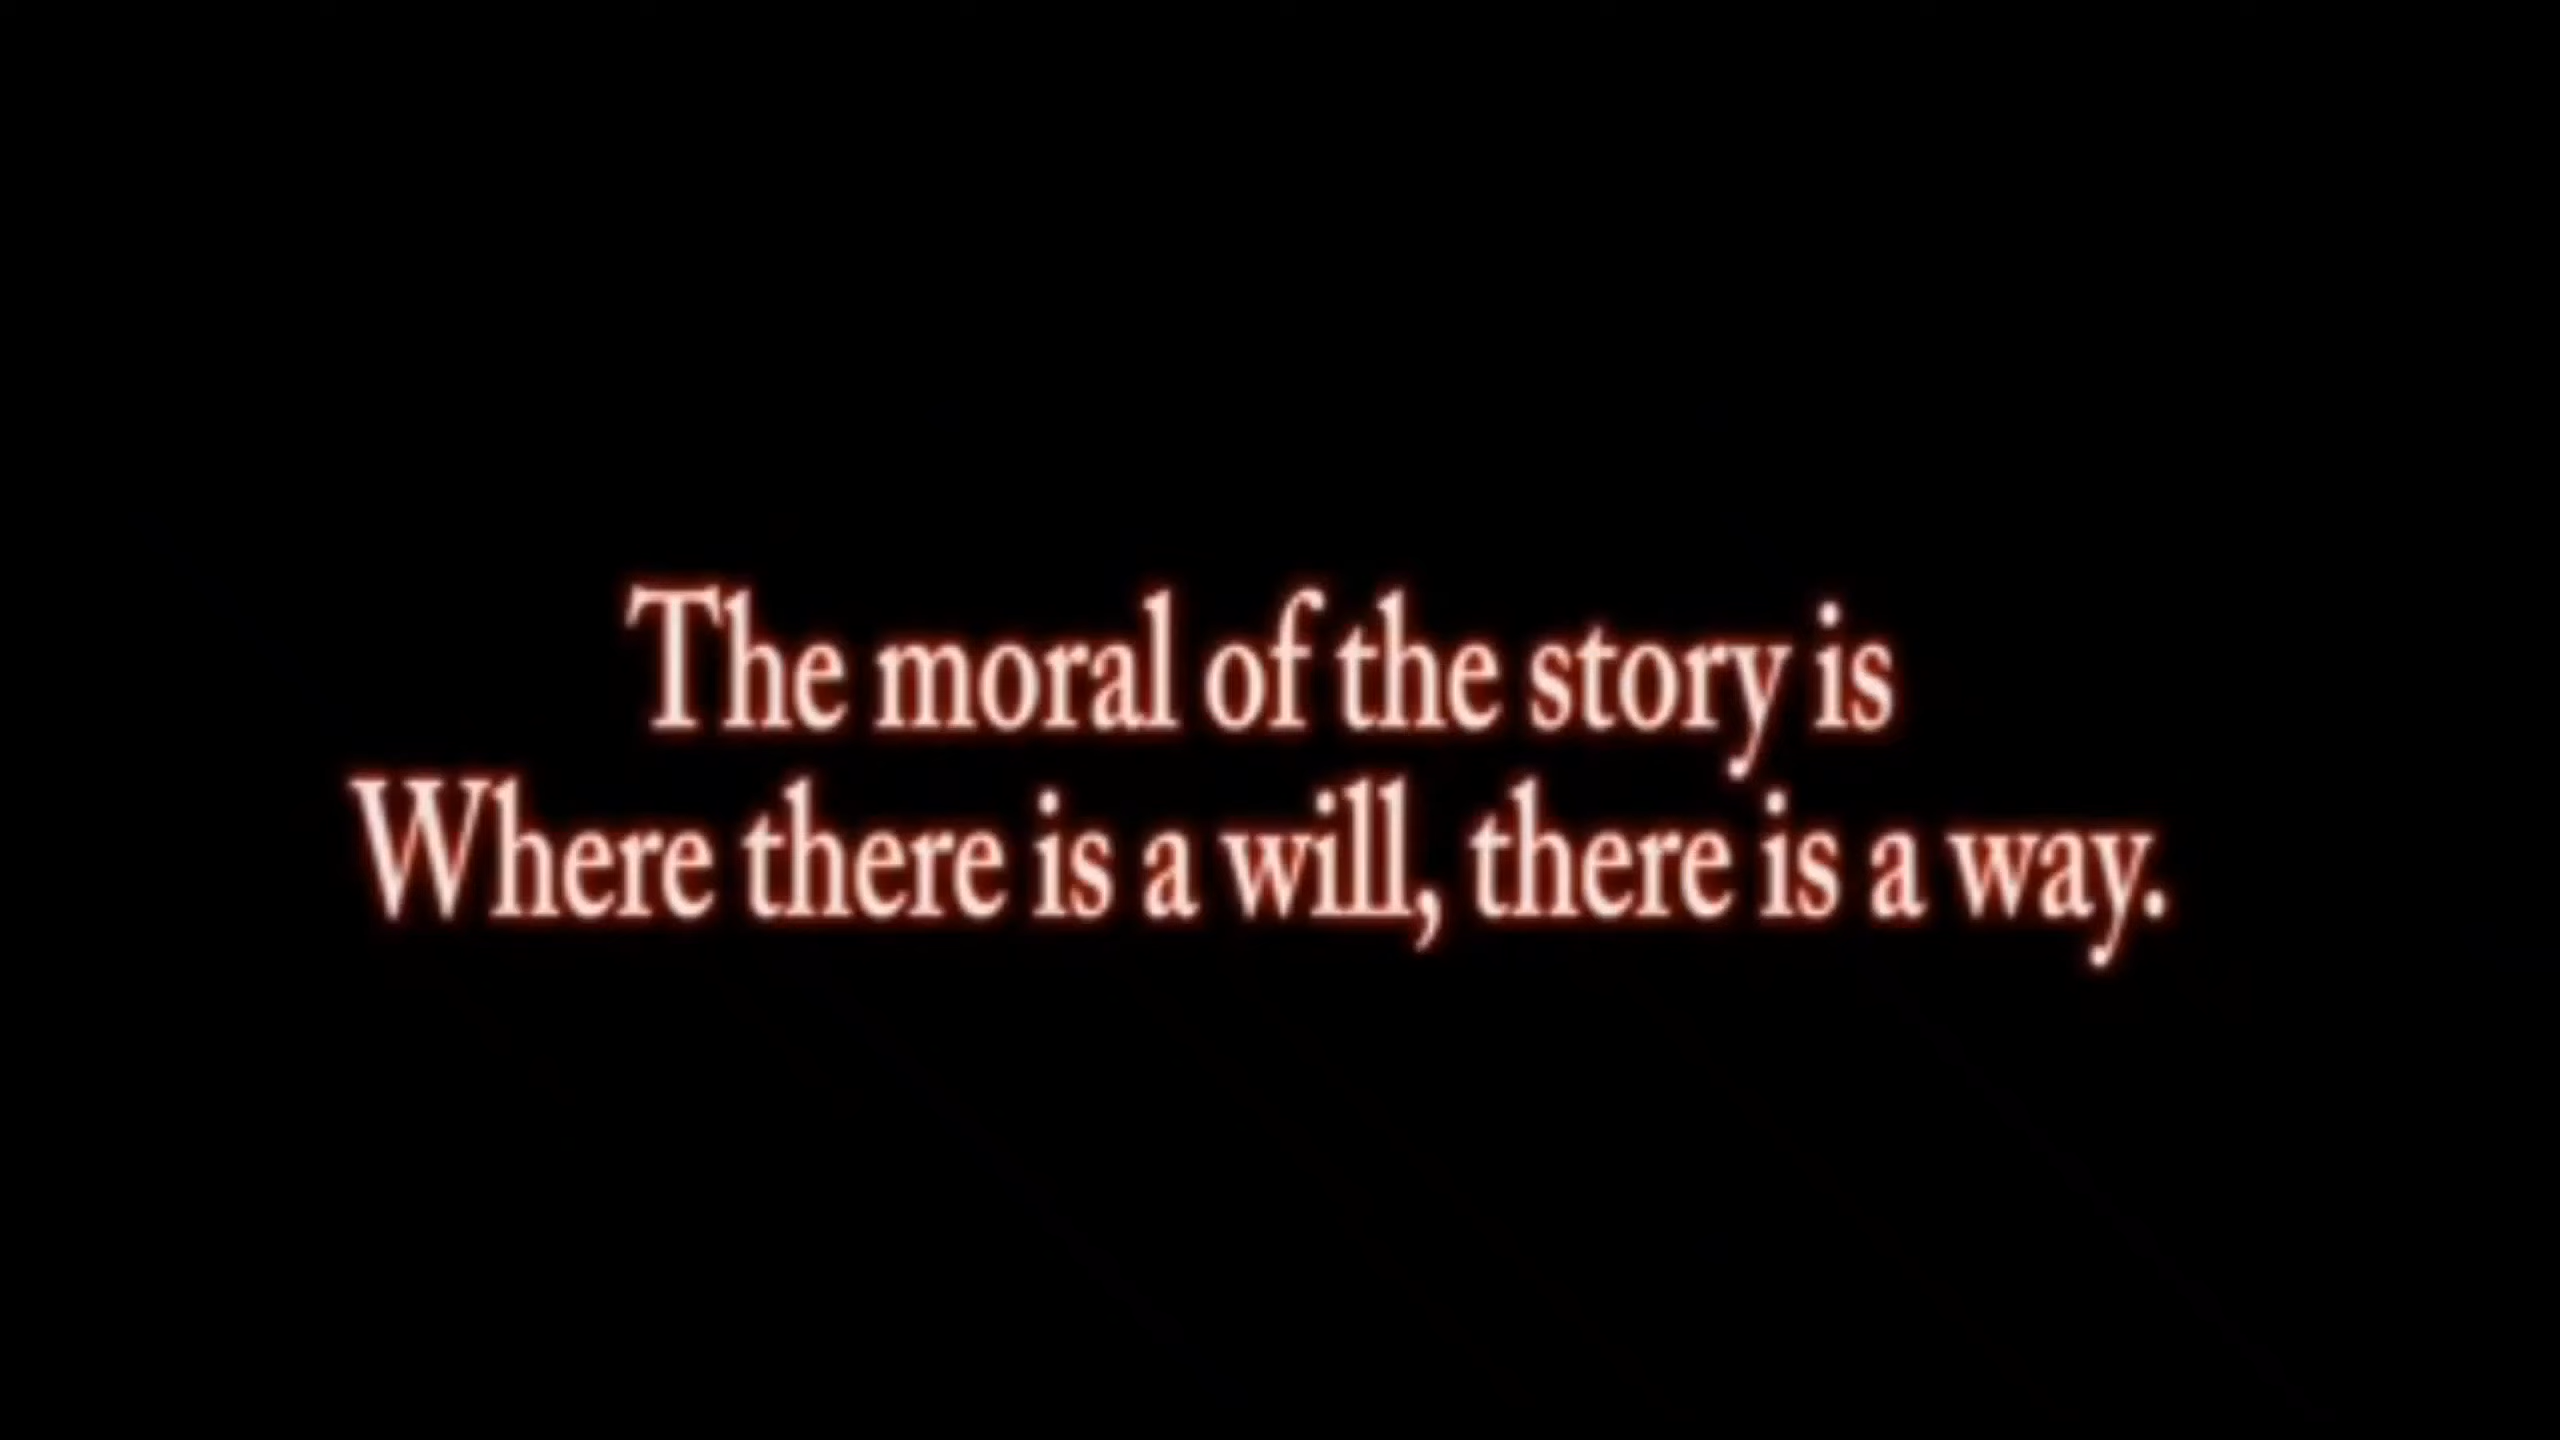 The moral of the story is
Where there is a will, there is a way.